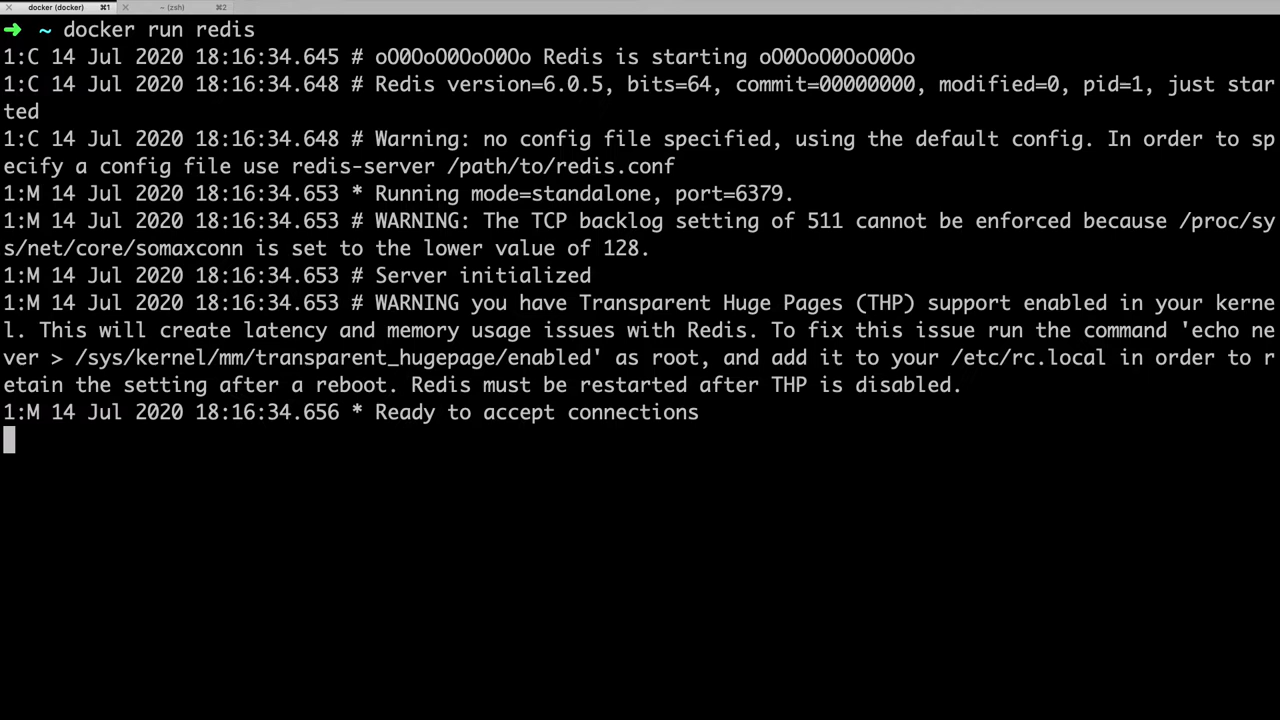 docker (docker) ⌘1 ~ (zsh) ⌘2
➜ ~ docker run redis
1:C 14 Jul 2020 18:16:34.645 # oO0OoO0OoO0Oo Redis is starting oO0OoO0OoO0Oo
1:C 14 Jul 2020 18:16:34.648 # Redis version=6.0.5, bits=64, commit=00000000, modified=0, pid=1, just star
ted
1:C 14 Jul 2020 18:16:34.648 # Warning: no config file specified, using the default config. In order to sp
ecify a config file use redis-server /path/to/redis.conf
1:M 14 Jul 2020 18:16:34.653 * Running mode=standalone, port=6379.
1:M 14 Jul 2020 18:16:34.653 # WARNING: The TCP backlog setting of 511 cannot be enforced because /proc/sy
s/net/core/somaxconn is set to the lower value of 128.
1:M 14 Jul 2020 18:16:34.653 # Server initialized
1:M 14 Jul 2020 18:16:34.653 # WARNING you have Transparent Huge Pages (THP) support enabled in your kerne
l. This will create latency and memory usage issues with Redis. To fix this issue run the command 'echo ne
ver > /sys/kernel/mm/transparent_hugepage/enabled' as root, and add it to your /etc/rc.local in order to r
etain the setting after a reboot. Redis must be restarted after THP is disabled.
1:M 14 Jul 2020 18:16:34.656 * Ready to accept connections